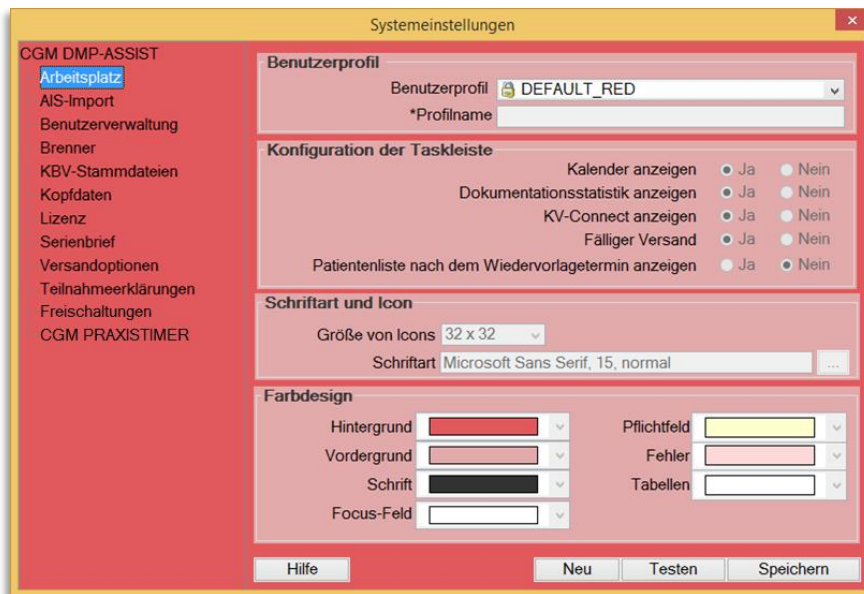 Systemeinstellungen
CGM DMP-ASSIST
Arbeitsplatz
AIS-Import
Benutzerverwaltung
Brenner
KBV-Stammdateien
Kopfdaten
Lizenz
Serienbrief
Versandoptionen
Teilnahmeerklärungen
Freischaltungen
CGM PRAXISTIMER
Benutzerprofil
Benutzerprofil DEFAULT_RED
*Profilname
Konfiguration der Taskleiste
Kalender anzeigen Ja Nein
Dokumentationsstatistik anzeigen Ja Nein
KV-Connect anzeigen Ja Nein
Fälliger Versand Ja Nein
Patientenliste nach dem Wiedervorlagetermin anzeigen Ja Nein
Schriftart und Icon
Größe von Icons 32 x 32
Schriftart Microsoft Sans Serif, 15, normal ...
Farbdesign
Hintergrund Pflichtfeld
Vordergrund Fehler
Schrift Tabellen
Focus-Feld
Hilfe Neu Testen Speichern